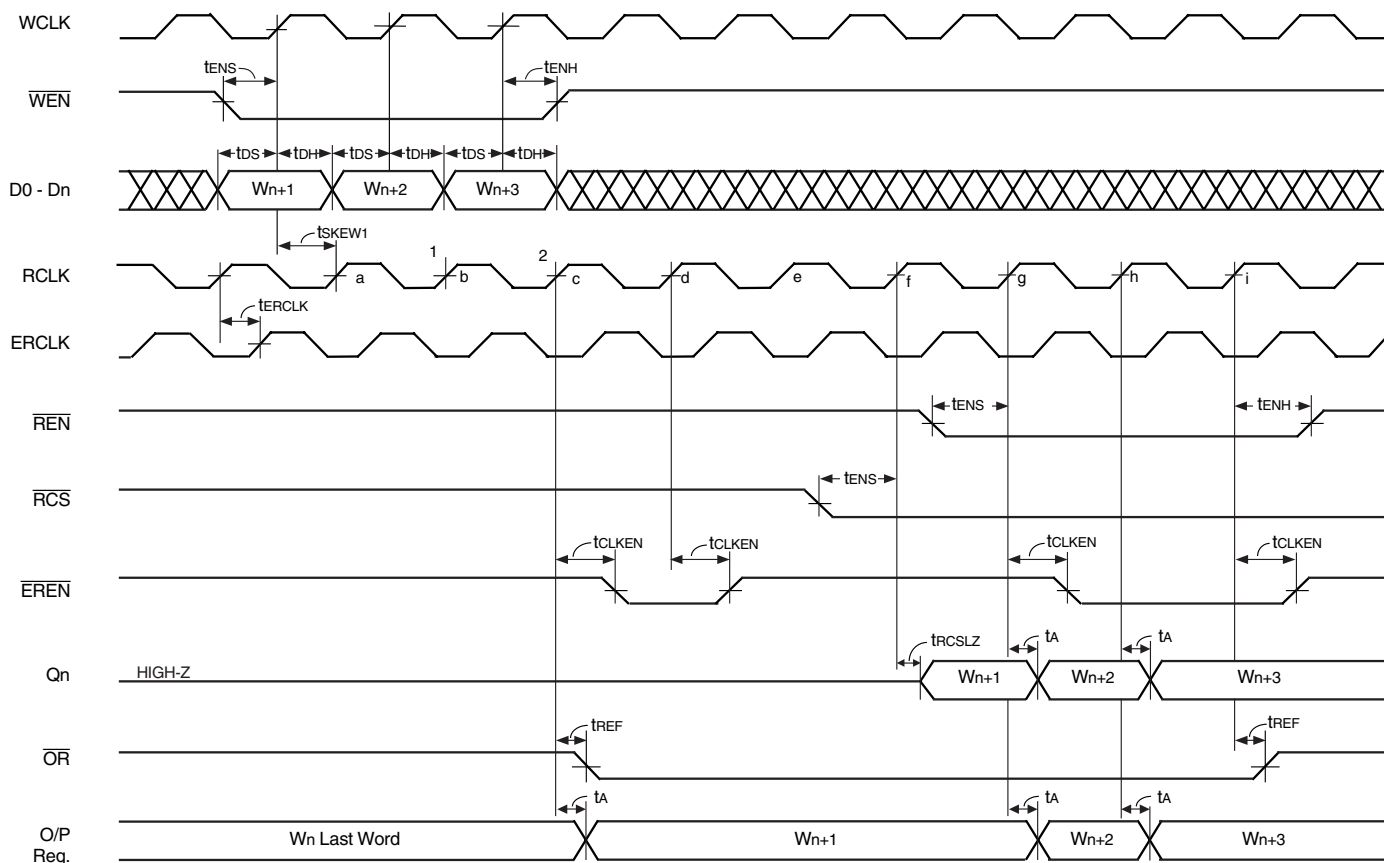 WCLK
tENS
tENH
WEN
tDS tDH tDS tDH tDS tDH
D0 - Dn
Wn+1 Wn+2 Wn+3
tSKEW1
1 2
RCLK
a b c d e f g h i
tERCLK
ERCLK
REN
tENS tENH
RCS
tENS
tCLKEN tCLKEN tCLKEN tCLKEN
EREN
tRCSLZ tA tA
Qn
HIGH-Z
Wn+1 Wn+2 Wn+3
tREF tREF
OR
tA tA tA
O/P
Reg.
Wn Last Word Wn+1 Wn+2 Wn+3